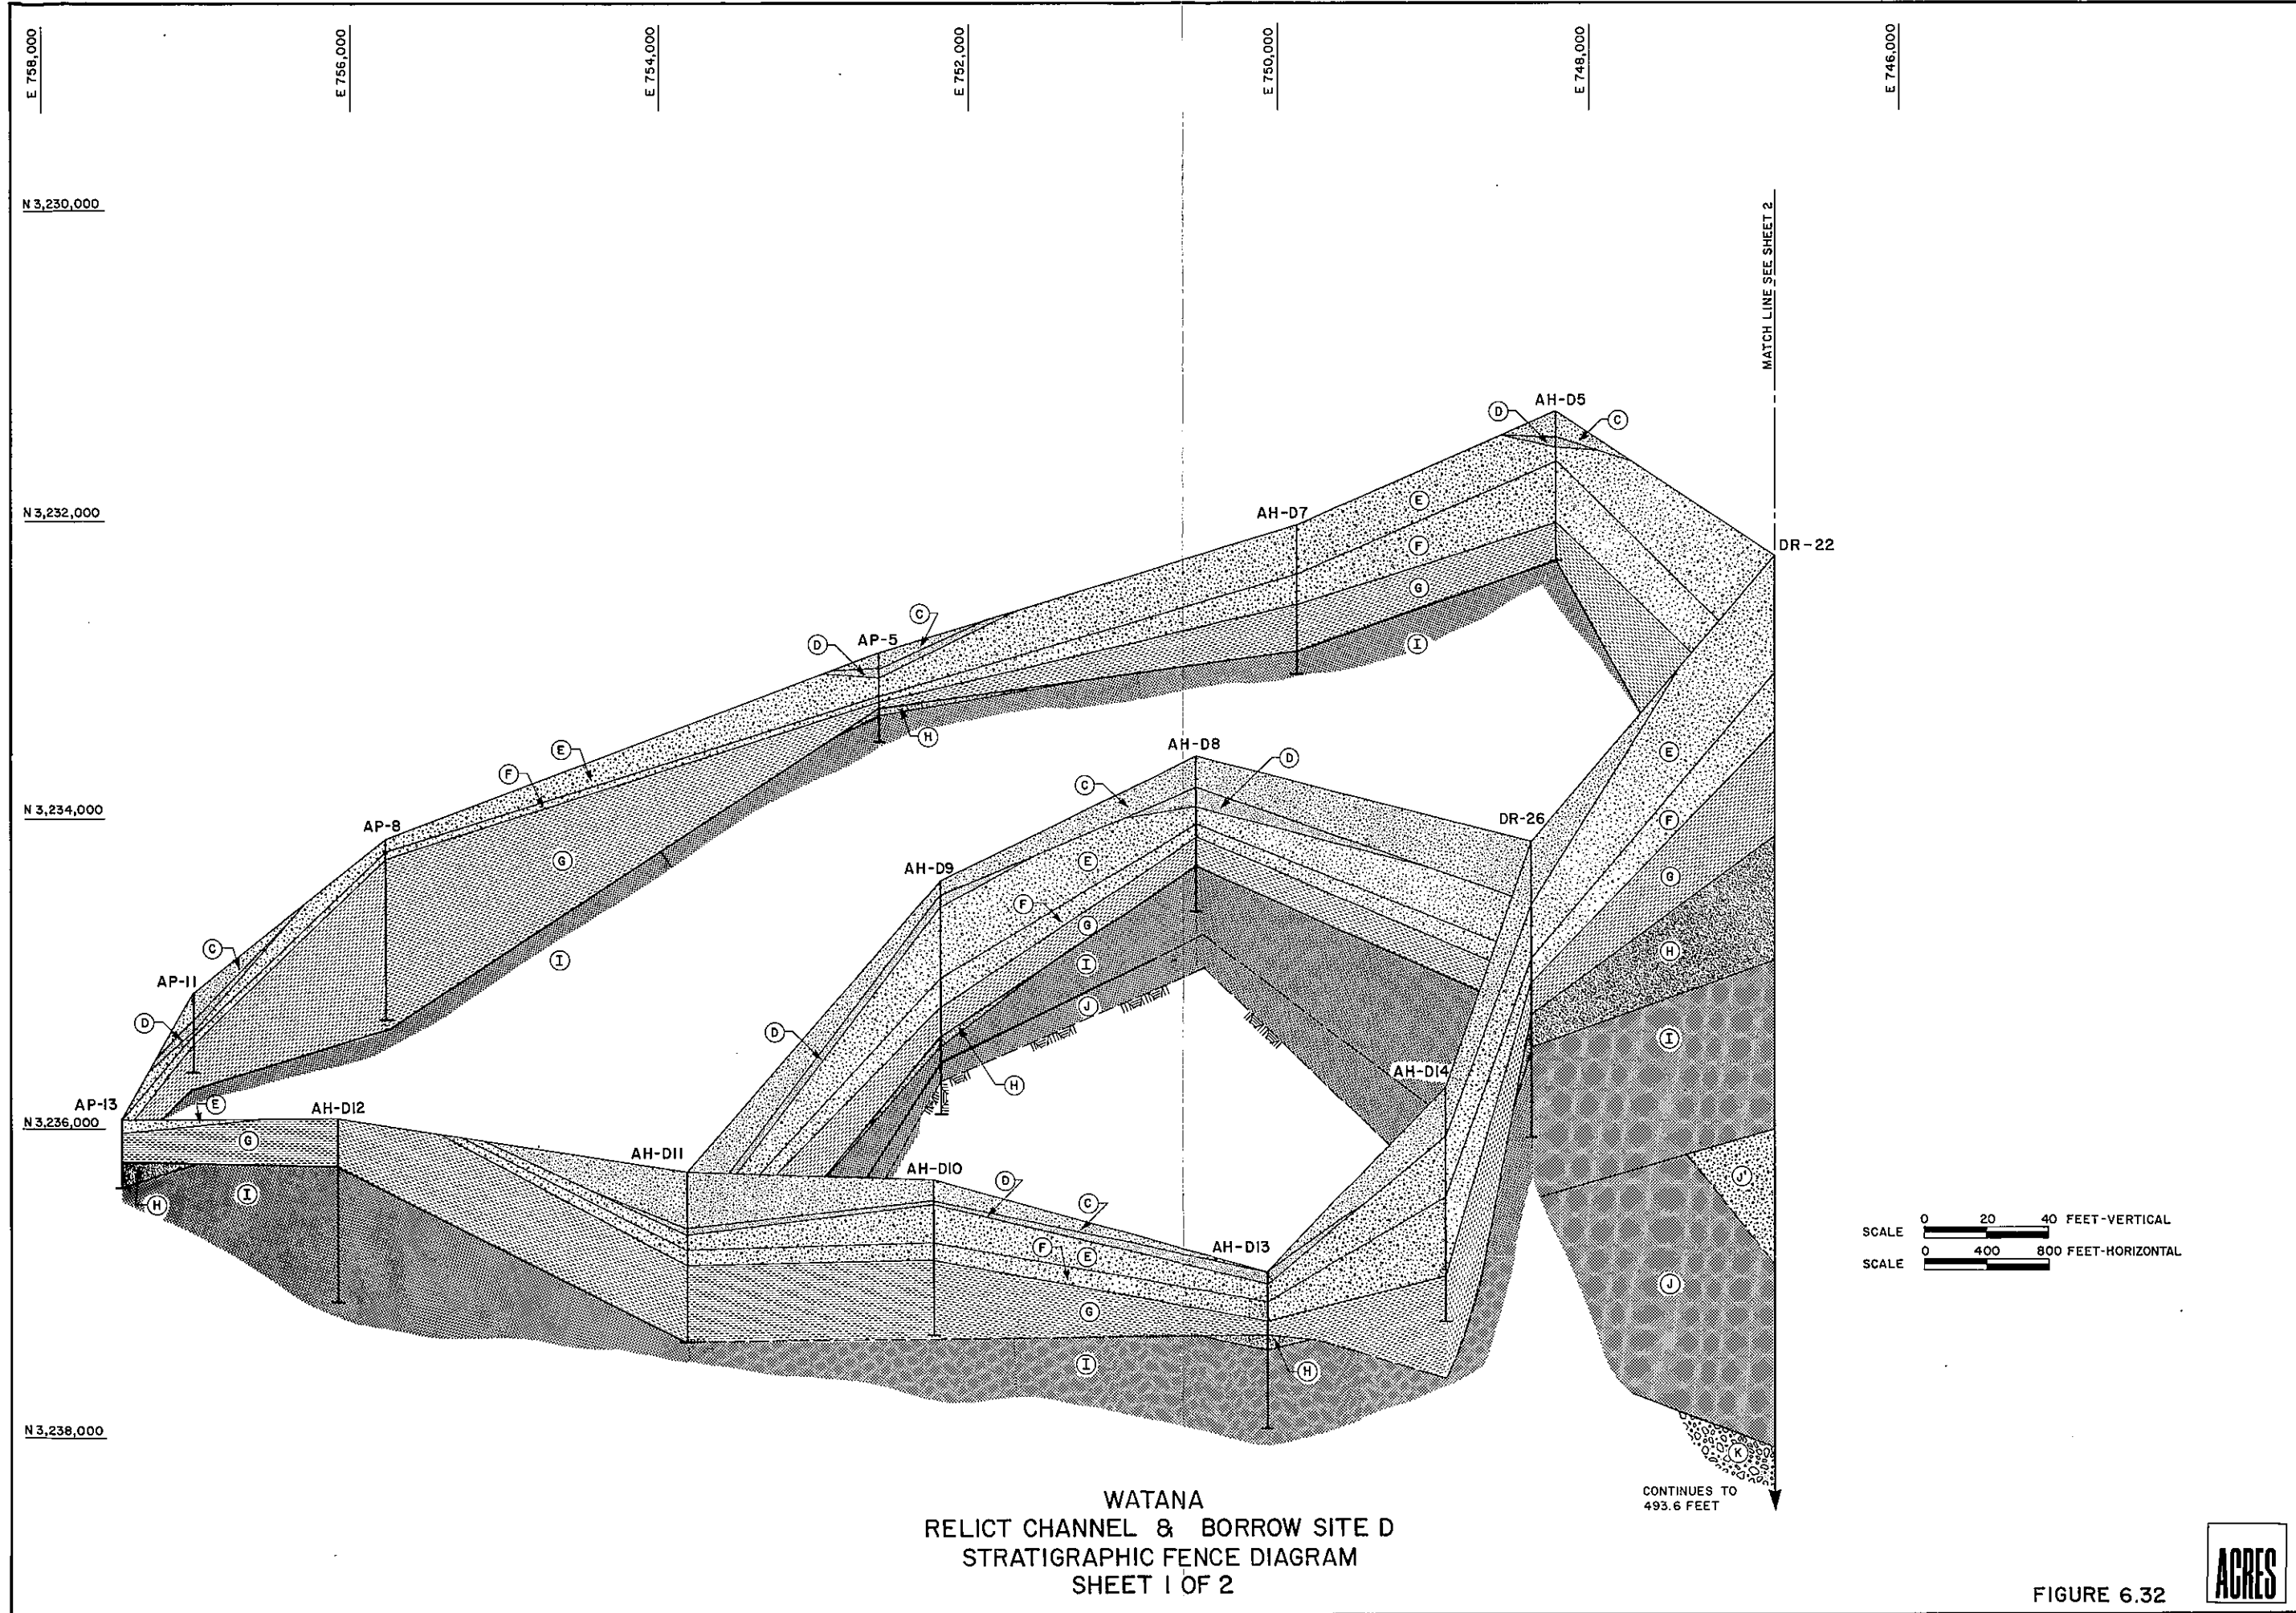 E 758,000
E 756,000
E 754,000
E 752,000
E 750,000
E 748,000
E 746,000
N 3,230,000
MATCH LINE SEE SHEET 2
AH-D5
D
C
N 3,232,000
AH-D7
E
F
DR-22
G
C
AP-5
D
I
H
E
F
AH-D8
D
C
E
N 3,234,000
AP-8
F
DR-26
G
E
AH-D9
G
F
G
C
I
I
H
AP-11
J
D
D
I
H
AH-D14
AP-13
E
AH-D12
N 3,236,000
G
AH-D11
AH-D10
J'
I
H
D
C
SCALE 0 20 40 FEET-VERTICAL
SCALE 0 400 800 FEET-HORIZONTAL
F
E
AH-D13
J
G
I
H
N 3,238,000
K
CONTINUES TO
493.6 FEET
WATANA
RELICT CHANNEL & BORROW SITE D
STRATIGRAPHIC FENCE DIAGRAM
SHEET 1 OF 2
FIGURE 6.32
ACRES